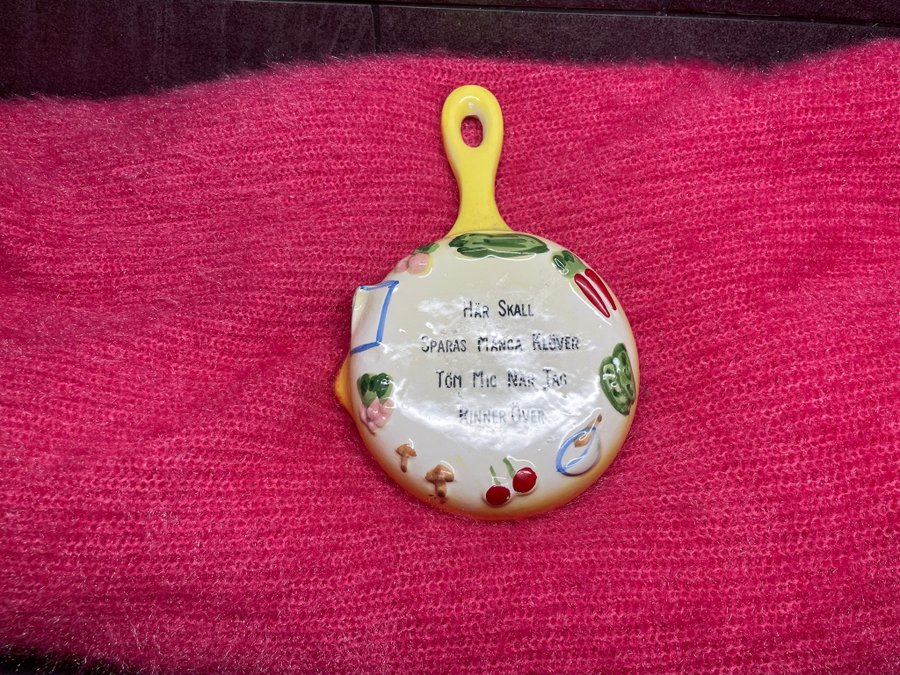 HÄR SKALL
SPARAS MÅNGA KLÖVER
TÖM MIG NÄR JAG
RINNER ÖVER